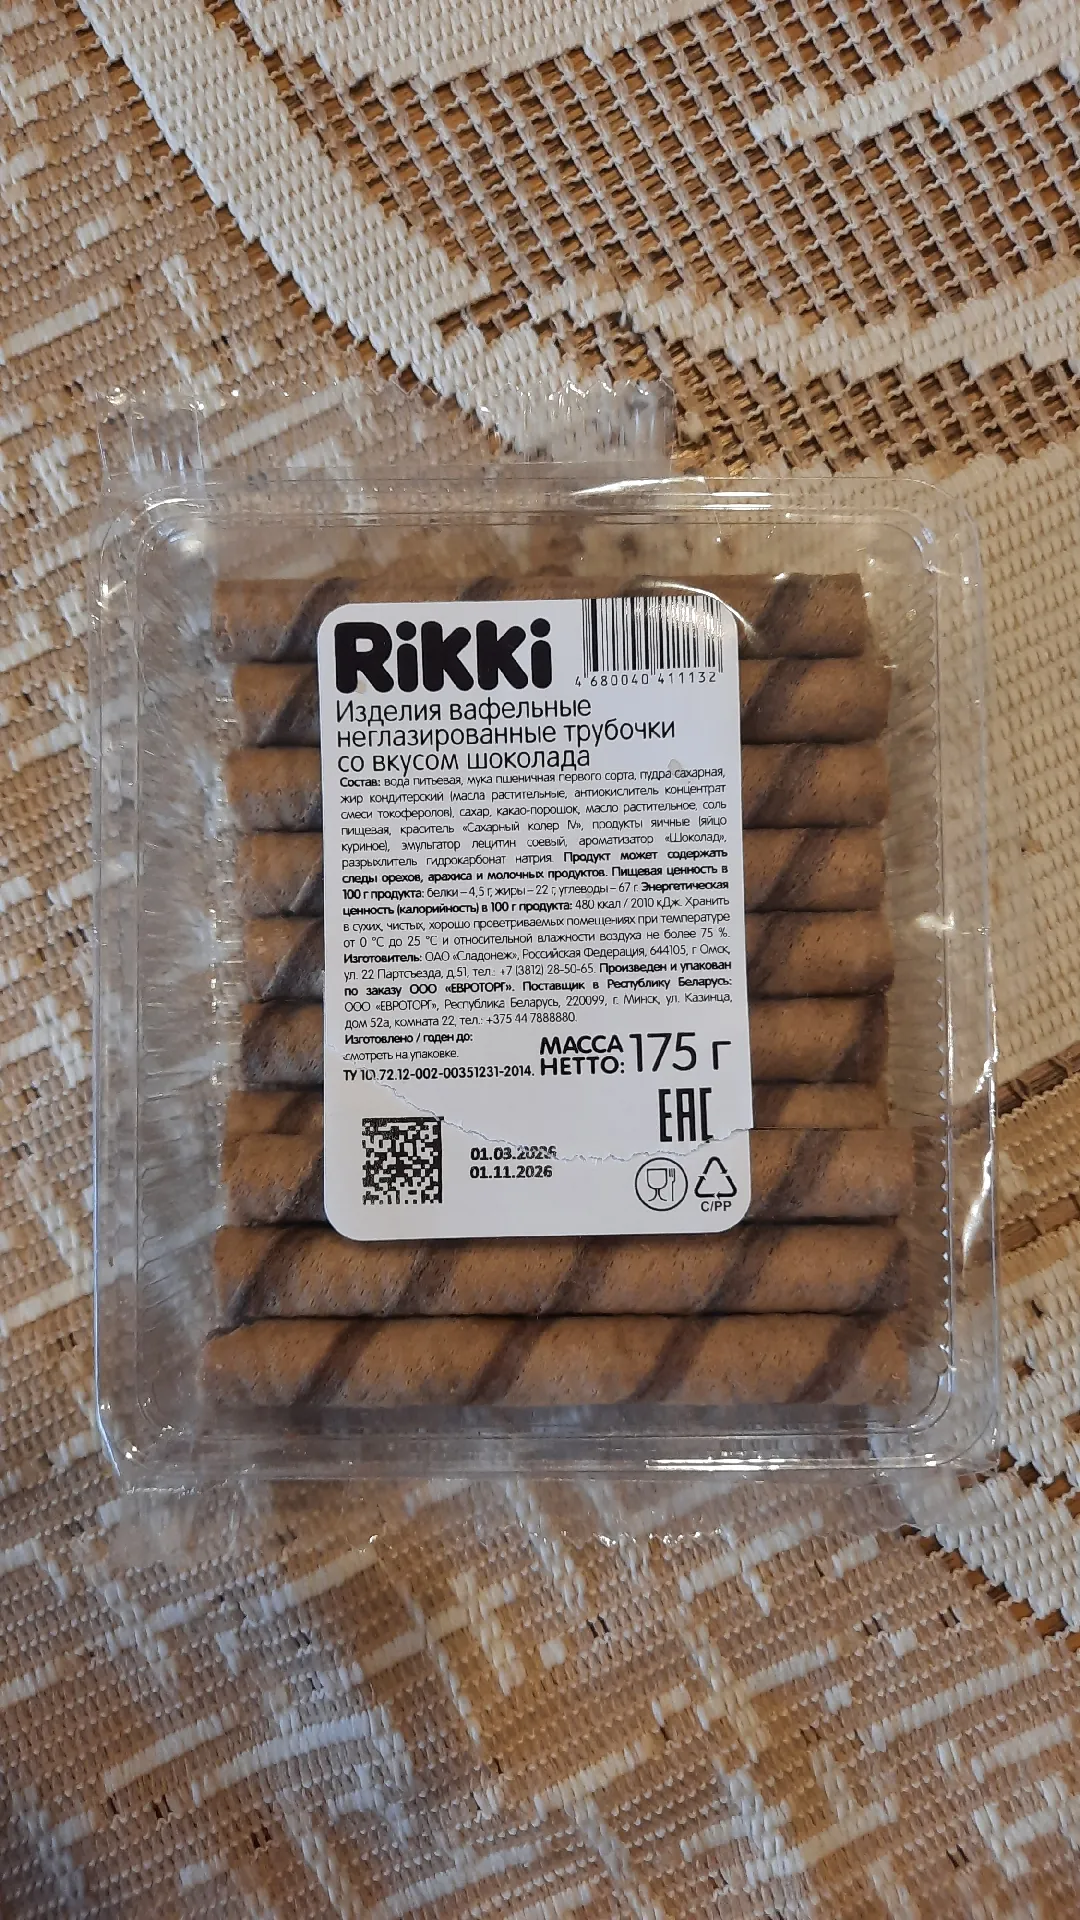 Rikki
4 680040 411132
Изделия вафельные
неглазированные трубочки
со вкусом шоколада
Состав: вода питьевая, мука пшеничная первого сорта, пудра сахарная,
жир кондитерский (масла растительные, антиокислитель концентрат
смеси токоферолов), сахар, какао-порошок, масло растительное, соль
пищевая, краситель «Сахарный колер IV», продукты яичные (яйцо
куриное), эмульгатор лецитин соевый, ароматизатор «Шоколад»,
разрыхлитель гидрокарбонат натрия. Продукт может содержать
следы орехов, арахиса и молочных продуктов. Пищевая ценность в
100 г продукта: белки – 4,5 г, жиры – 22 г, углеводы – 67 г. Энергетическая
ценность (калорийность) в 100 г продукта: 480 ккал / 2010 кДж. Хранить
в сухих, чистых, хорошо проветриваемых помещениях при температуре
от 0 °С до 25 °С и относительной влажности воздуха не более 75 %.
Изготовитель: ОАО «Сладонеж», Российская Федерация, 644105, г Омск,
ул. 22 Партсъезда, д.51, тел.: +7 (3812) 28-50-65. Произведен и упакован
по заказу ООО «ЕВРОТОРГ». Поставщик в Республику Беларусь:
ООО «ЕВРОТОРГ», Республика Беларусь, 220099, г. Минск, ул. Казинца,
дом 52а, комната 22, тел.: +375 44 7888880.
Изготовлено / годен до:
смотреть на упаковке.
ТУ 10.72.12-002-00351231-2014.
МАССА
НЕТТО: 175 г
EAC
01.03.2026
01.11.2026
C/PP